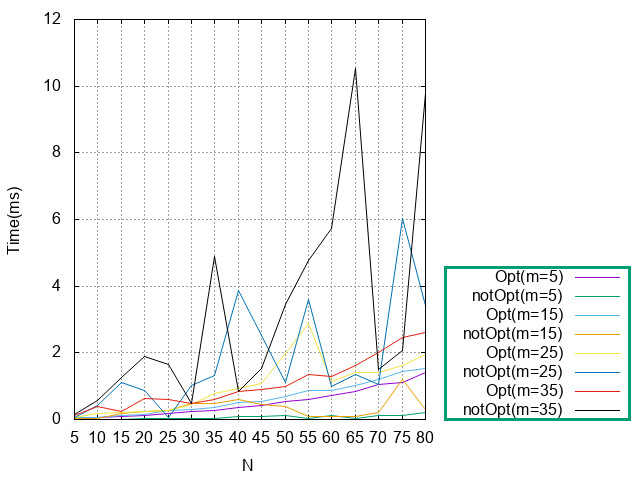 12
10
8
6
4
2
0
Time(ms)
5 10 15 20 25 30 35 40 45 50 55 60 65 70 75 80
N
Opt(m=5)
notOpt(m=5)
Opt(m=15)
notOpt(m=15)
Opt(m=25)
notOpt(m=25)
Opt(m=35)
notOpt(m=35)